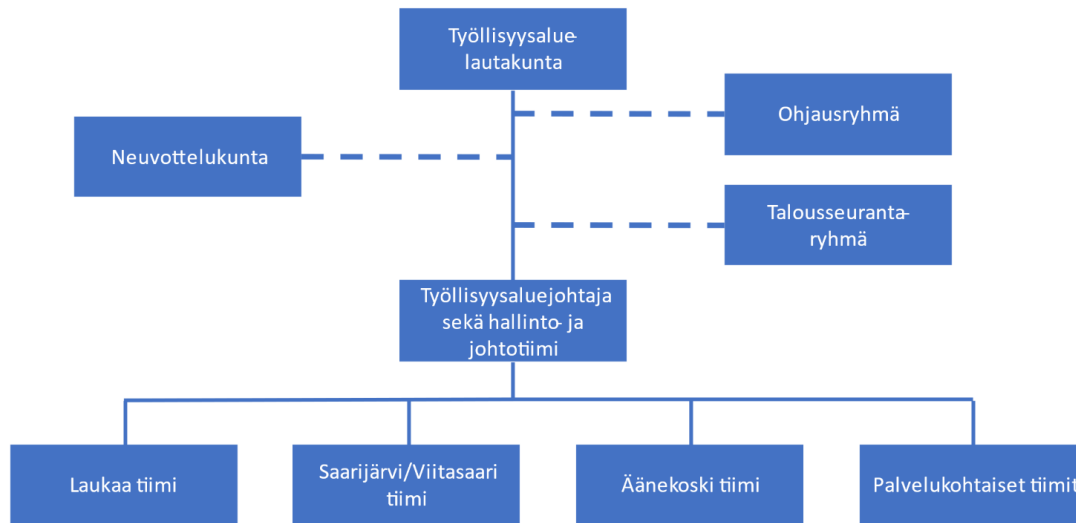 Työllisyysalue-
lautakunta
Ohjausryhmä
Neuvottelukunta
Talousseuranta-
ryhmä
Työllisyysaluejohtaja
sekä hallinto- ja
johtotiimi
Laukaa tiimi
Saarijärvi/Viitasaari
tiimi
Äänekoski tiimi
Palvelukohtaiset tiimit